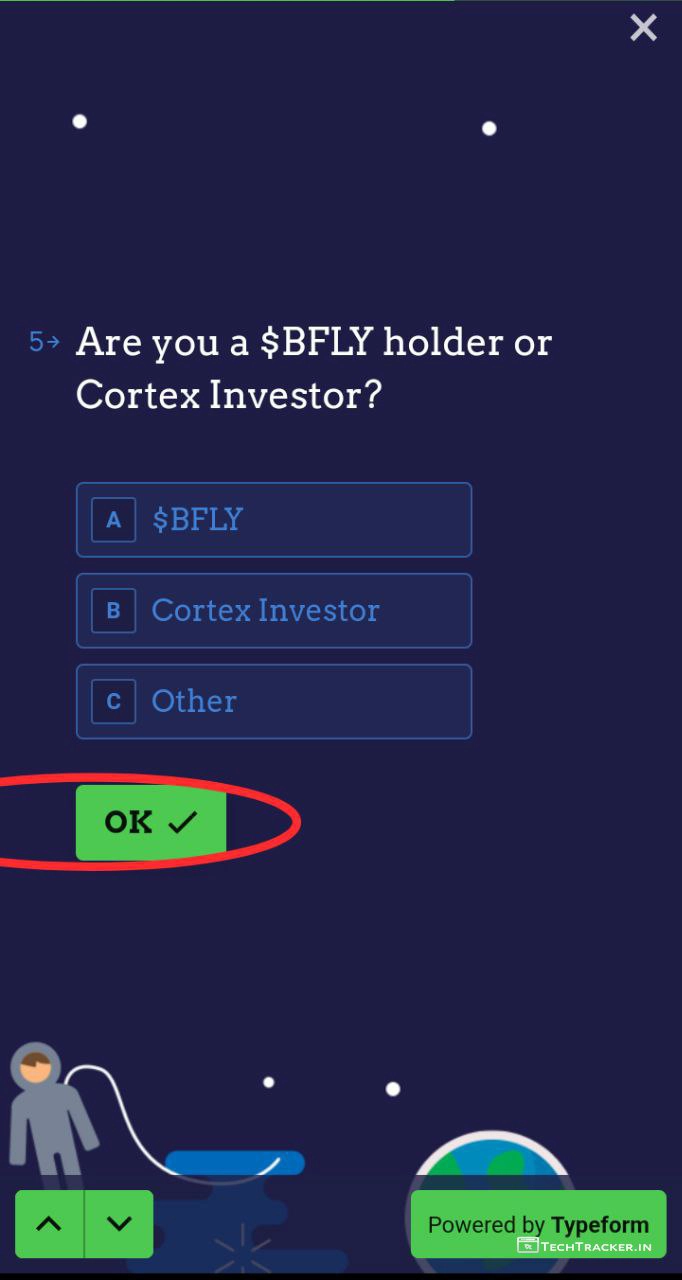 5→ Are you a $BFLY holder or
Cortex Investor?
A $BFLY
B Cortex Investor
C Other
OK ✓
Powered by Typeform
TECHTRACKER.IN